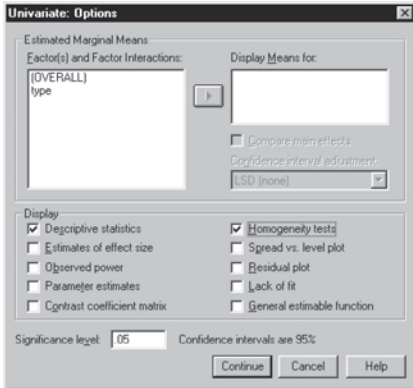 Univariate: Options
Estimated Marginal Means
Factor(s) and Factor Interactions:
(OVERALL)
type
Display Means for:
Compare main effects
Confidence interval adjustment:
LSD (none)
Display
Descriptive statistics
Homogeneity tests
Estimates of effect size
Spread vs. level plot
Observed power
Residual plot
Parameter estimates
Lack of fit
Contrast coefficient matrix
General estimable function
Significance level: .05 Confidence intervals are 95%
Continue Cancel Help